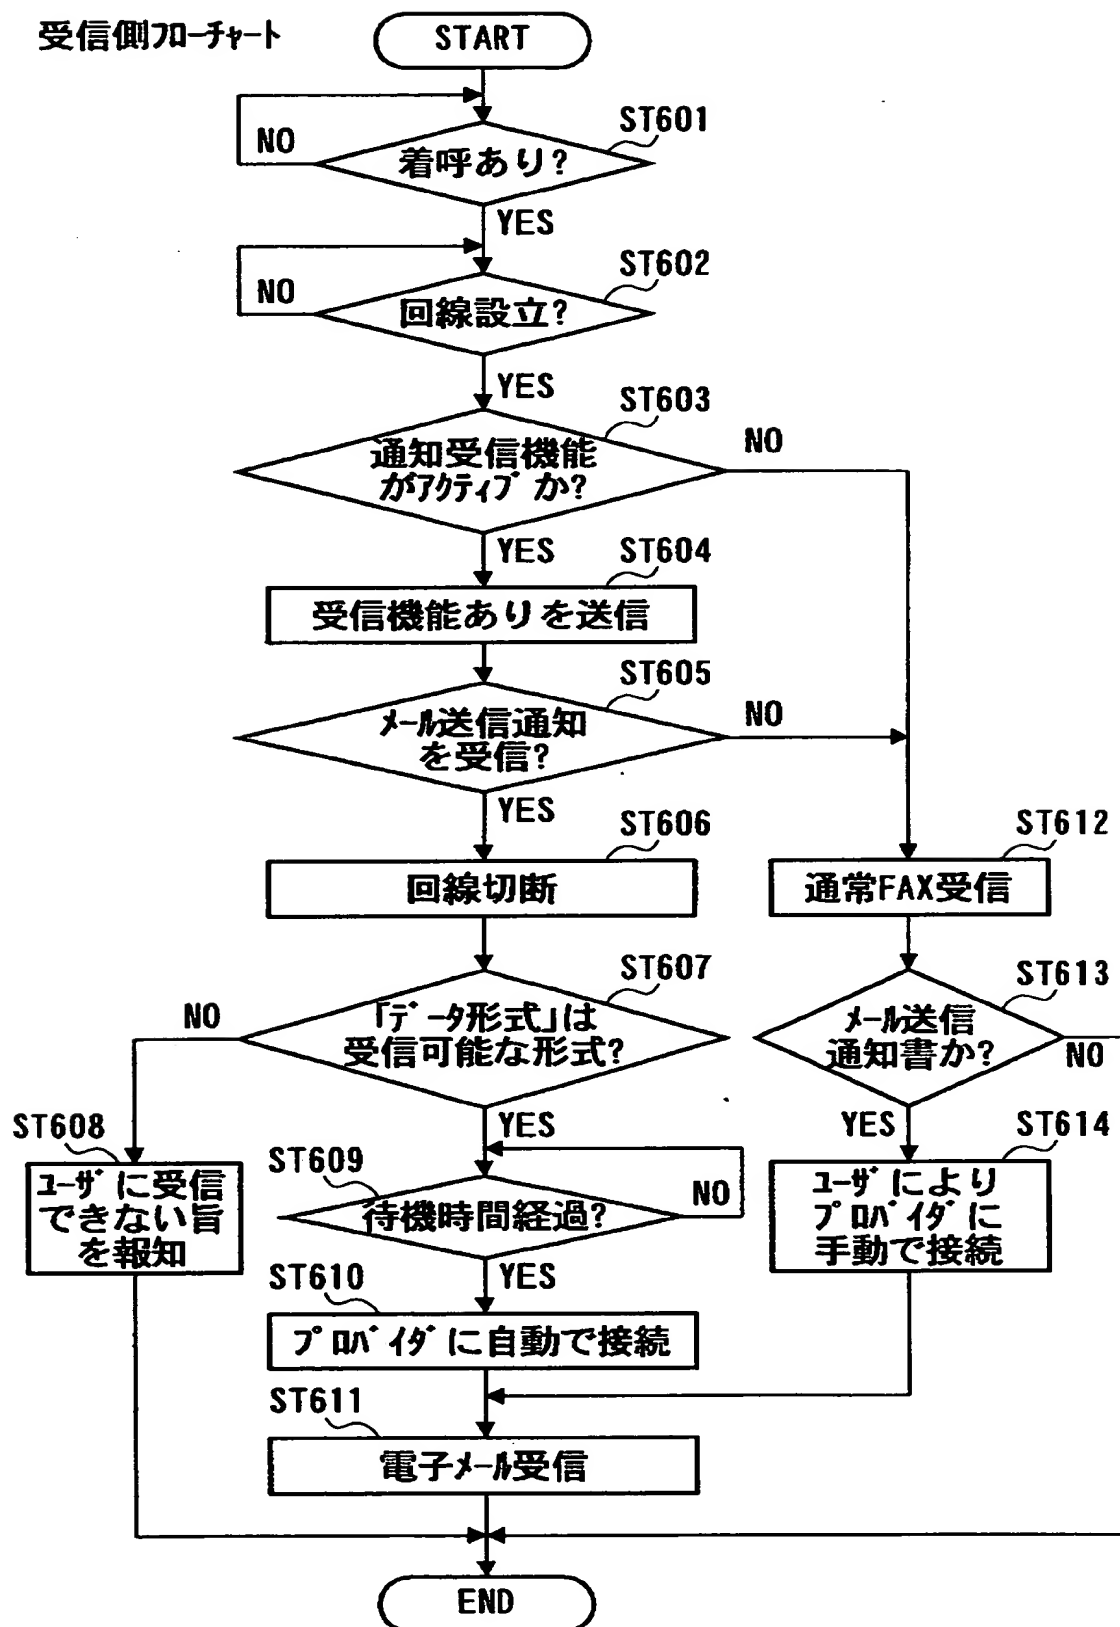 受信側フローチャート
START
ST601
着呼あり?
NO
YES
ST602
回線設立?
NO
YES
ST603
通知受信機能
がアクティブか?
NO
YES
ST604
受信機能ありを送信
ST605
メール送信通知
を受信?
NO
YES
ST606
回線切断
ST612
通常FAX受信
ST607
「データ形式」は
受信可能な形式?
NO
YES
ST613
メール送信
通知書か?
NO
YES
ST608
ユーザに受信
できない旨
を報知
ST609
待機時間経過?
NO
YES
ST614
ユーザにより
プロバイダに
手動で接続
ST610
プロバイダに自動で接続
ST611
電子メール受信
END